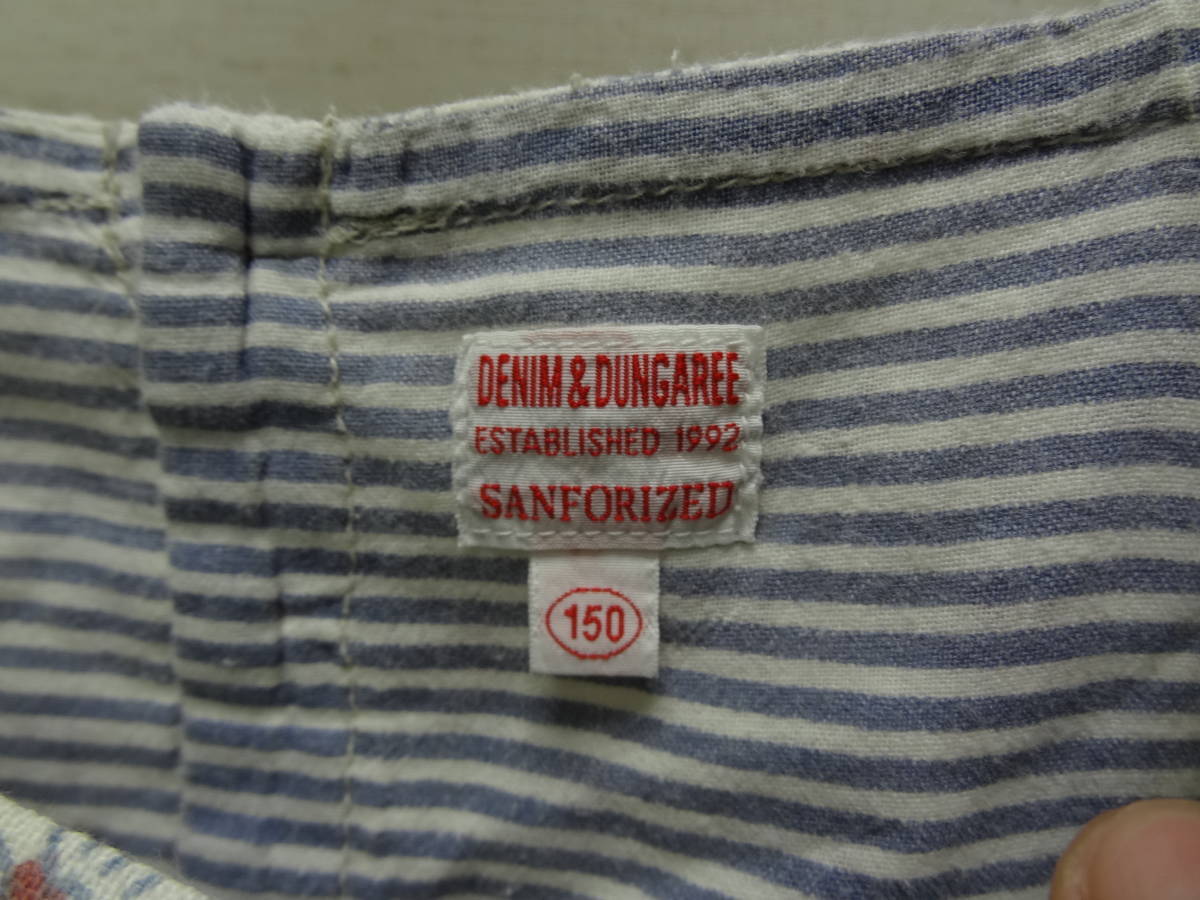 DENIM & DUNGAREE
ESTABLISHED 1992
SANFORIZED
150